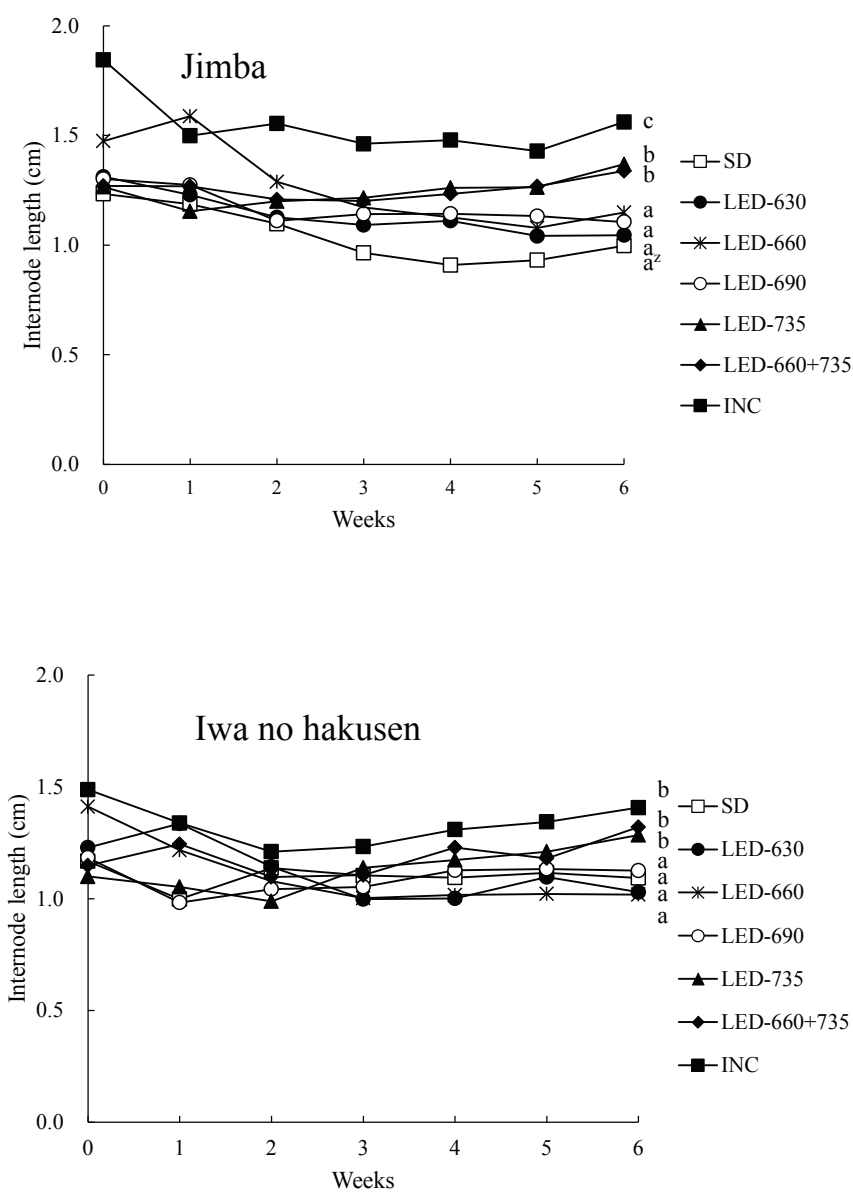 2.0
Jimba
1.5
1.0
0.5
0.0
Internode length (cm)
0 1 2 3 4 5 6
Weeks
c
b
b
a
a
a
aᶻ
SD
LED-630
LED-660
LED-690
LED-735
LED-660+735
INC
2.0
Iwa no hakusen
1.5
1.0
0.5
0.0
Internode length (cm)
0 1 2 3 4 5 6
Weeks
b
b
b
a
a
a
a
SD
LED-630
LED-660
LED-690
LED-735
LED-660+735
INC